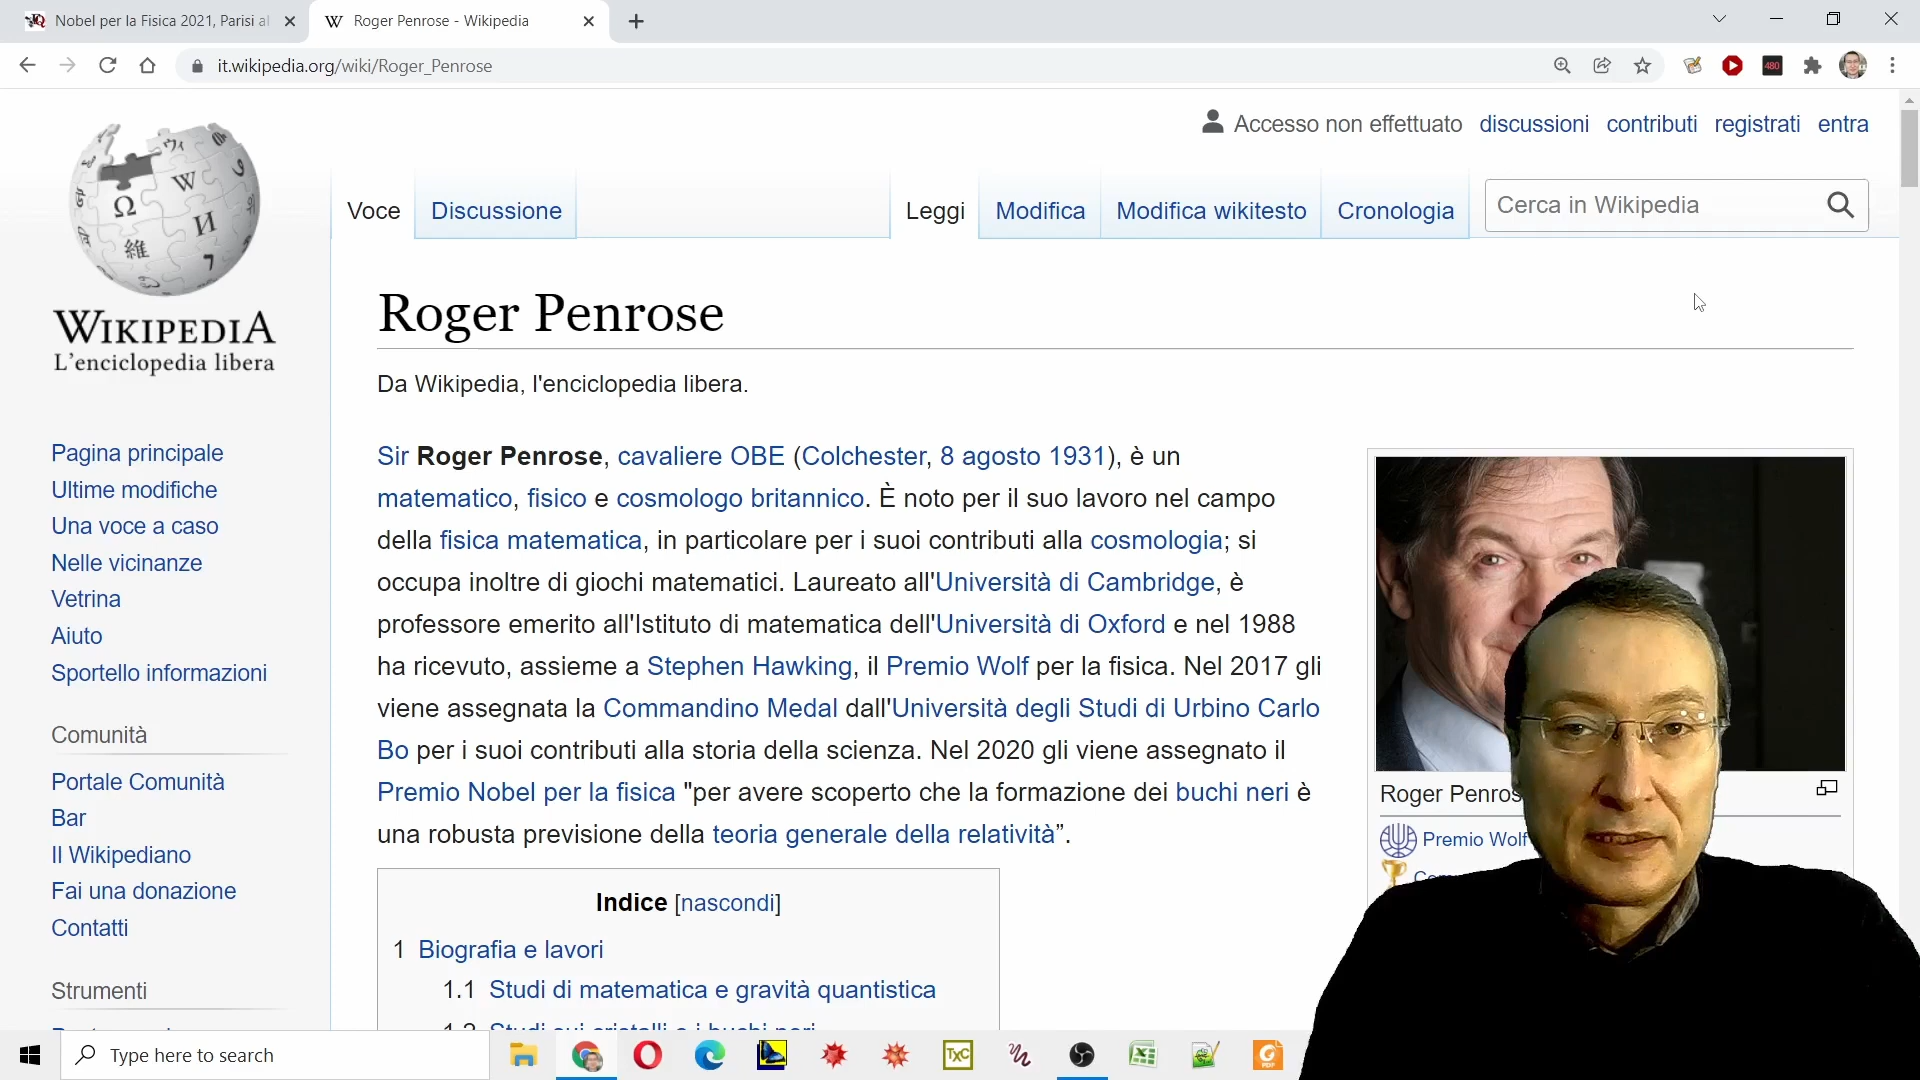 Nobel per la Fisica 2021, Parisi al
Roger Penrose - Wikipedia
it.wikipedia.org/wiki/Roger_Penrose
480
Accesso non effettuato discussioni contributi registrati entra
Voce Discussione Leggi Modifica Modifica wikitesto Cronologia Cerca in Wikipedia
WIKIPEDIA
L'enciclopedia libera
Roger Penrose
Da Wikipedia, l'enciclopedia libera.
Pagina principale
Ultime modifiche
Una voce a caso
Nelle vicinanze
Vetrina
Aiuto
Sportello informazioni
Comunità
Portale Comunità
Bar
Il Wikipediano
Fai una donazione
Contatti
Strumenti
Sir Roger Penrose, cavaliere OBE (Colchester, 8 agosto 1931), è un
matematico, fisico e cosmologo britannico. È noto per il suo lavoro nel campo
della fisica matematica, in particolare per i suoi contributi alla cosmologia; si
occupa inoltre di giochi matematici. Laureato all'Università di Cambridge, è
professore emerito all'Istituto di matematica dell'Università di Oxford e nel 1988
ha ricevuto, assieme a Stephen Hawking, il Premio Wolf per la fisica. Nel 2017 gli
viene assegnata la Commandino Medal dall'Università degli Studi di Urbino Carlo
Bo per i suoi contributi alla storia della scienza. Nel 2020 gli viene assegnato il
Premio Nobel per la fisica "per avere scoperto che la formazione dei buchi neri è
una robusta previsione della teoria generale della relatività”.
Roger Penros
Premio Wolf
Indice [nascondi]
1 Biografia e lavori
1.1 Studi di matematica e gravità quantistica
1.2 Studi sui cristalli e i buchi neri
Type here to search
TXC
PDF